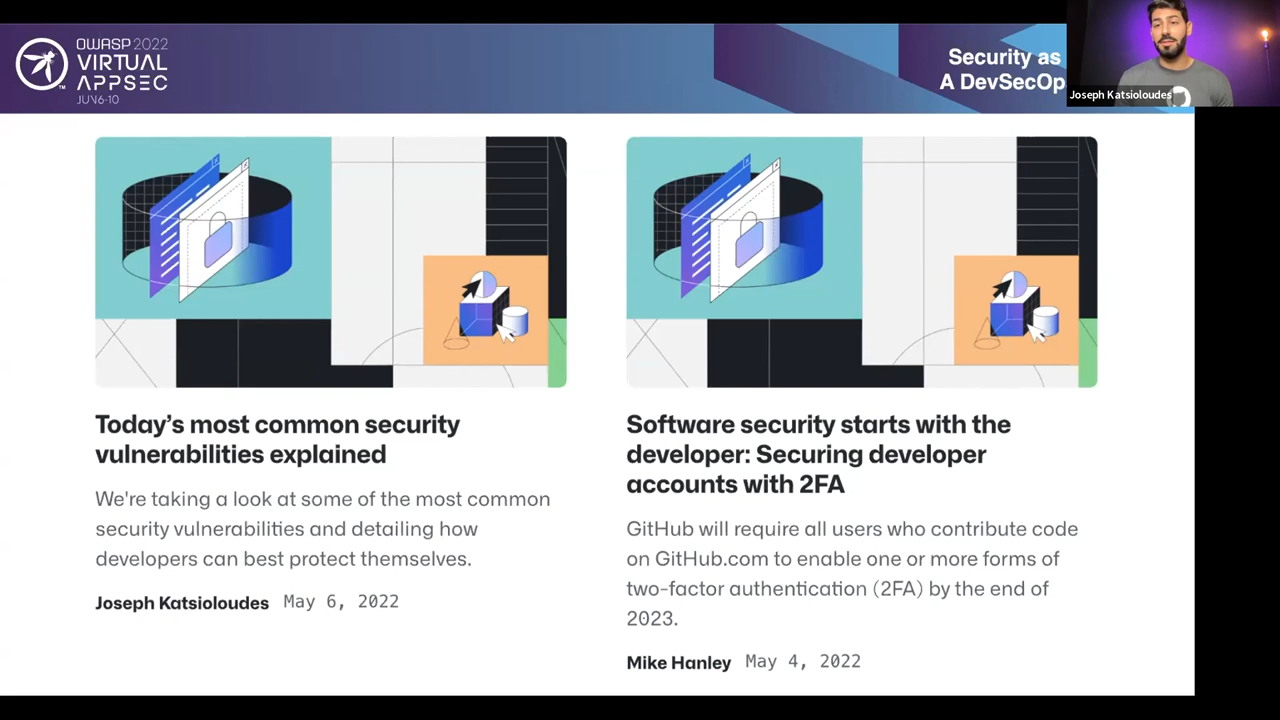 OWASP 2022
VIRTUAL
APPSEC
JUN 6-10
TM
Security as
A DevSecOp
Joseph Katsioloudes
Today's most common security
vulnerabilities explained
We're taking a look at some of the most common
security vulnerabilities and detailing how
developers can best protect themselves.
Joseph Katsioloudes May 6, 2022
Software security starts with the
developer: Securing developer
accounts with 2FA
GitHub will require all users who contribute code
on GitHub.com to enable one or more forms of
two-factor authentication (2FA) by the end of
2023.
Mike Hanley May 4, 2022